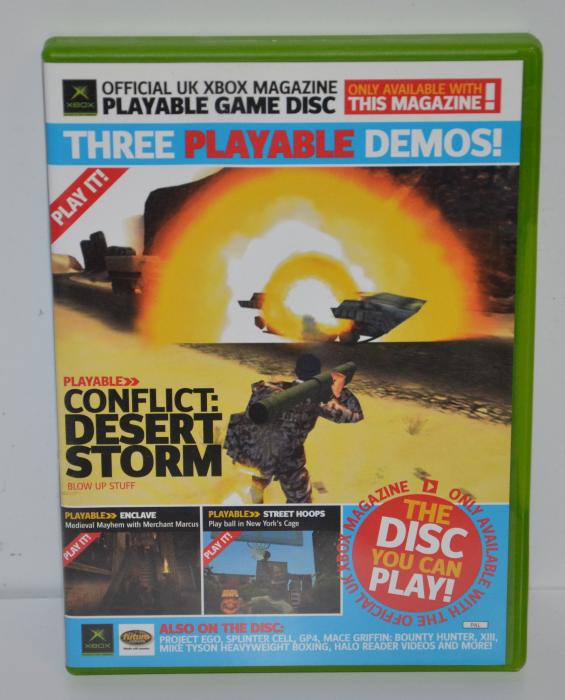 XBOX
OFFICIAL UK XBOX MAGAZINE
PLAYABLE GAME DISC
ONLY AVAILABLE WITH
THIS MAGAZINE!
THREE PLAYABLE DEMOS!
PLAY IT!
PLAYABLE>>
CONFLICT:
DESERT
STORM
BLOW UP STUFF
PLAYABLE>> ENCLAVE
Medieval Mayhem with Merchant Marcus
PLAY IT!
PLAYABLE>> STREET HOOPS
Play ball in New York's Cage
PLAY IT!
ONLY AVAILABLE WITH THE OFFICIAL UK XBOX MAGAZINE
THE
DISC
YOU CAN
PLAY!
PAL
XBOX
future
ALSO ON THE DISC:
PROJECT EGO, SPLINTER CELL, GP4, MACE GRIFFIN: BOUNTY HUNTER, XIII,
MIKE TYSON HEAVYWEIGHT BOXING, HALO READER VIDEOS AND MORE!